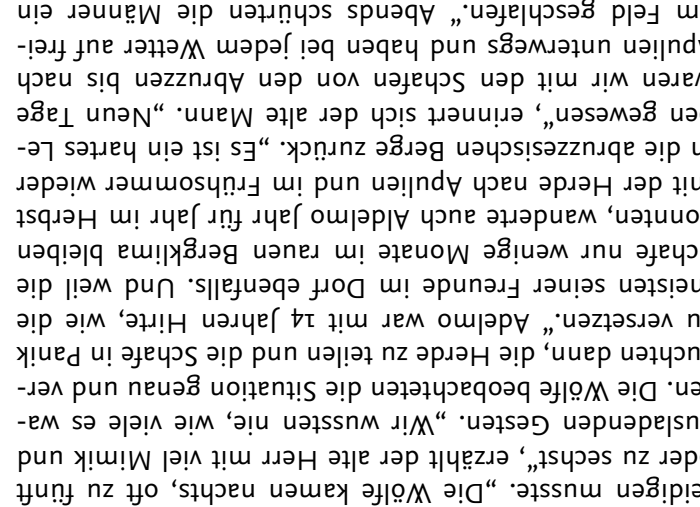 eidigen musste. „Die Wölfe kamen nachts, oft zu fünft
der zu sechst“, erzählt der alte Herr mit viel Mimik und
usladenden Gesten. „Wir wussten nie, wie viele es wa-
en. Die Wölfe beobachteten die Situation genau und ver-
uchten dann, die Herde zu teilen und die Schafe in Panik
u versetzen.“ Adelmo war mit 14 Jahren Hirte, wie die
meisten seiner Freunde im Dorf ebenfalls. Und weil die
chafe nur wenige Monate im rauen Bergklima bleiben
onnten, wanderte auch Aldelmo Jahr für Jahr im Herbst
mit der Herde nach Apulien und im Frühsommer wieder
n die abruzzesischen Berge zurück. „Es ist ein hartes Le-
en gewesen“, erinnert sich der alte Mann. „Neun Tage
waren wir mit den Schafen von den Abruzzen bis nach
pulien unterwegs und haben bei jedem Wetter auf frei-
m Feld geschlafen.“ Abends schürten die Männer ein